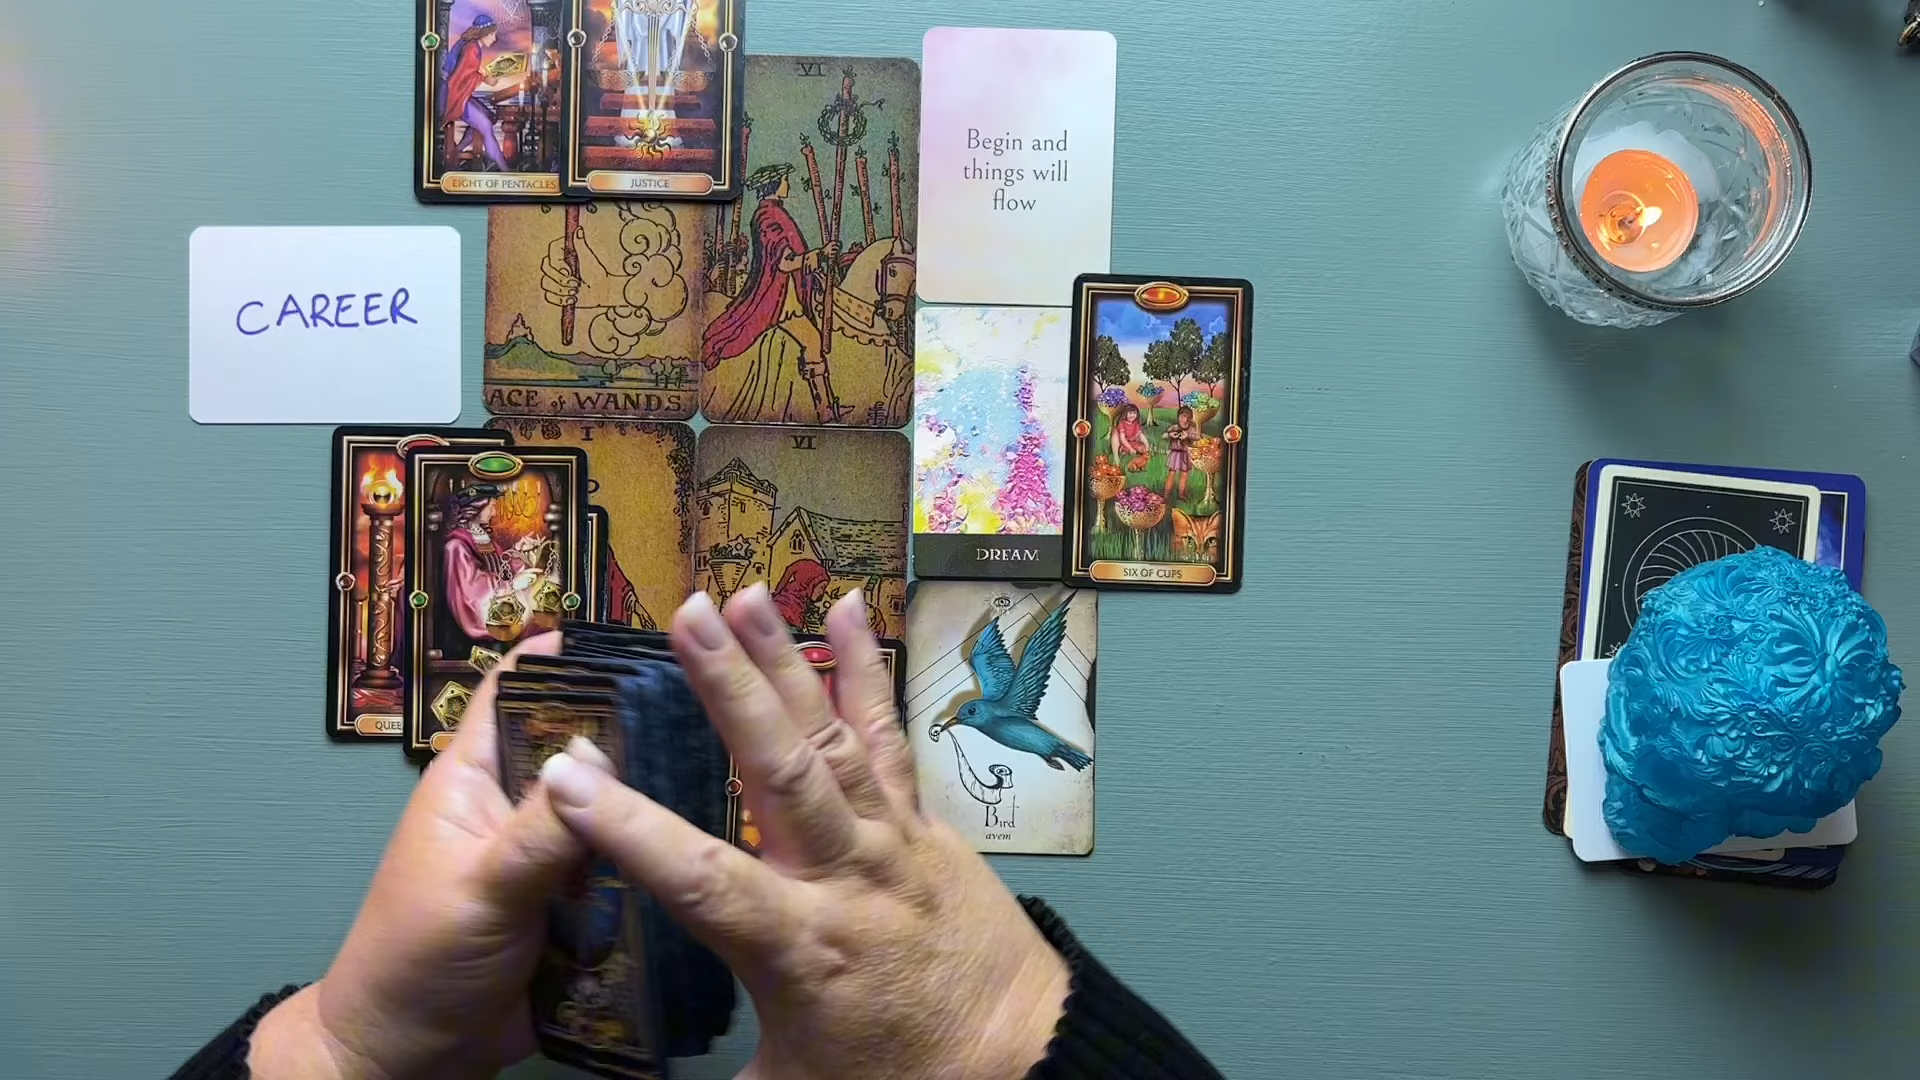 EIGHT OF PENTACLES
JUSTICE
VI
Begin and
things will
flow
CAREER
ACE of WANDS
I
VI
DREAM
SIX OF CUPS
Bird
avem